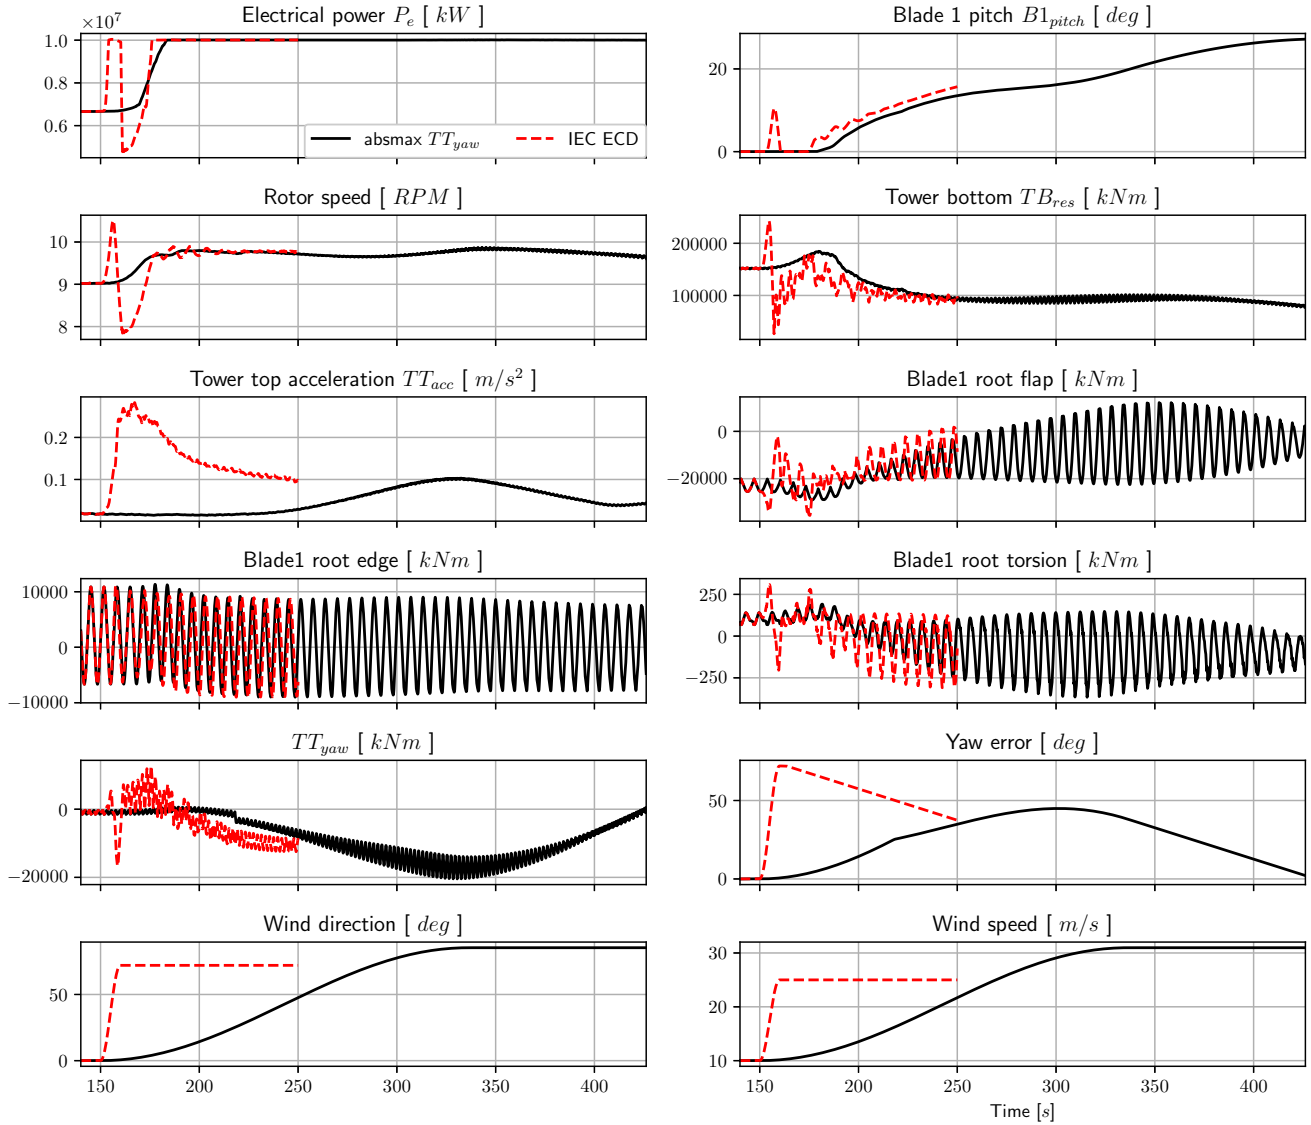 Electrical power P_e [ kW ]
×10^7
1.0
0.8
0.6
absmax TT_yaw
IEC ECD
Blade 1 pitch B1_pitch [ deg ]
20
0
Rotor speed [ RPM ]
10
9
8
Tower bottom TB_res [ kNm ]
200000
100000
Tower top acceleration TT_acc [ m/s^2 ]
0.2
0.1
Blade1 root flap [ kNm ]
0
−20000
Blade1 root edge [ kNm ]
10000
0
−10000
Blade1 root torsion [ kNm ]
250
0
−250
TT_yaw [ kNm ]
0
−20000
Yaw error [ deg ]
50
0
Wind direction [ deg ]
50
0
150 200 250 300 350 400
Wind speed [ m/s ]
30
20
10
150 200 250 300 350 400
Time [s]